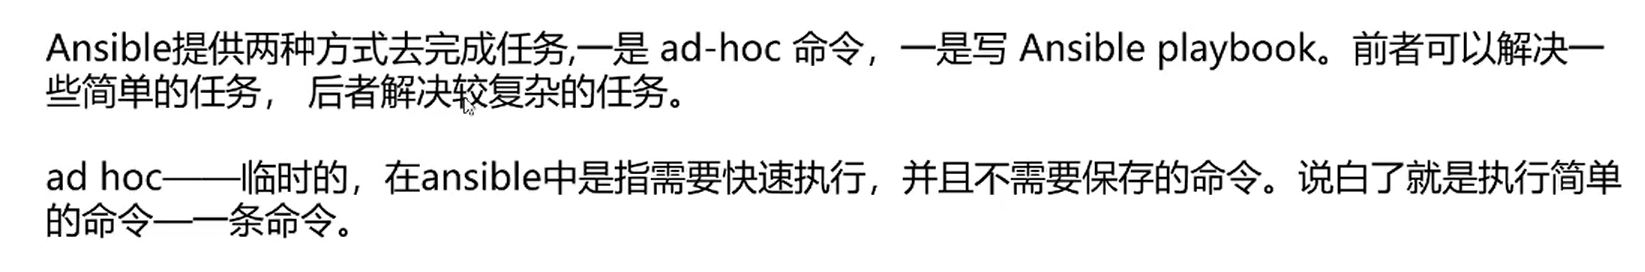 Ansible提供两种方式去完成任务,一是 ad-hoc 命令，一是写 Ansible playbook。前者可以解决一
些简单的任务， 后者解决较复杂的任务。
ad hoc——临时的，在ansible中是指需要快速执行，并且不需要保存的命令。说白了就是执行简单
的命令—一条命令。